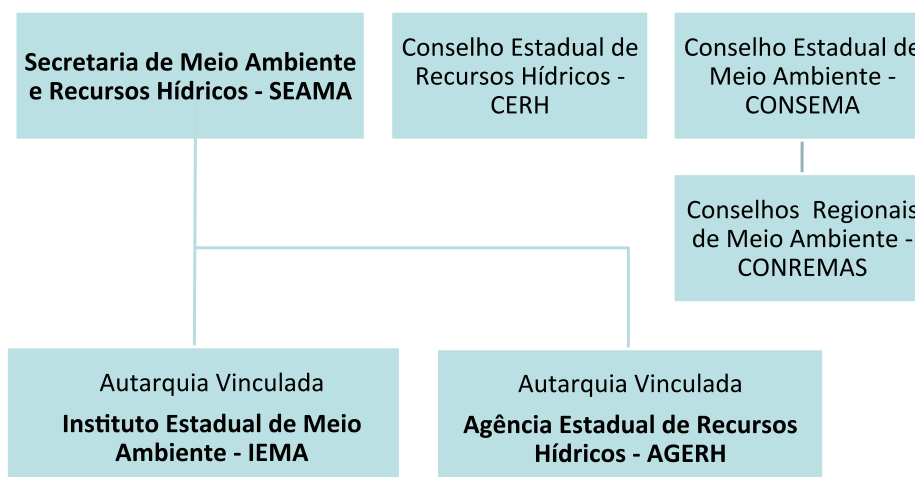 Secretaria de Meio Ambiente
e Recursos Hídricos - SEAMA
Conselho Estadual de
Recursos Hídricos -
CERH
Conselho Estadual de
Meio Ambiente -
CONSEMA
Conselhos Regionais
de Meio Ambiente -
CONREMAS
Autarquia Vinculada
Instituto Estadual de Meio
Ambiente - IEMA
Autarquia Vinculada
Agência Estadual de Recursos
Hídricos - AGERH